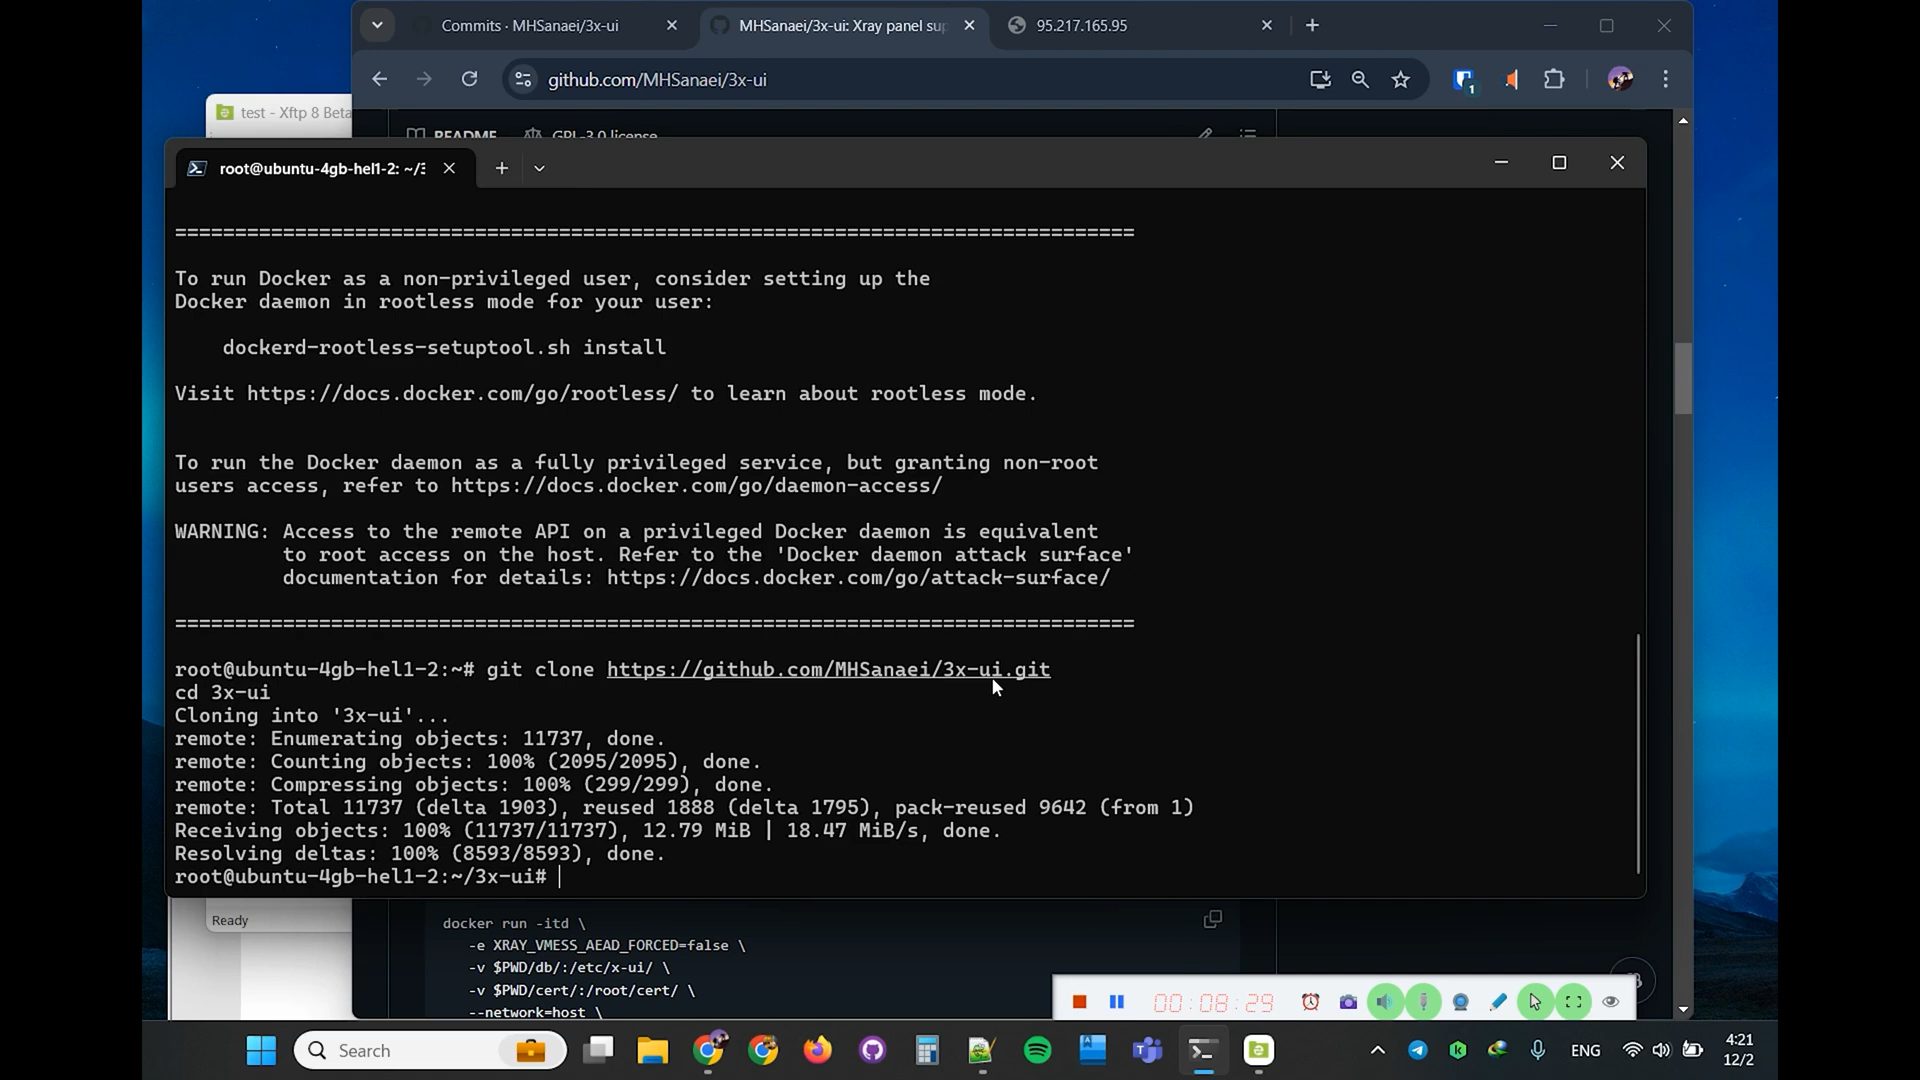 Commits · MHSanaei/3x-ui
MHSanaei/3x-ui: Xray panel sup
95.217.165.95
github.com/MHSanaei/3x-ui
1
test - Xftp 8 Beta
README
GPL-3.0 license
root@ubuntu-4gb-hel1-2: ~/3
================================================================================
To run Docker as a non-privileged user, consider setting up the
Docker daemon in rootless mode for your user:
dockerd-rootless-setuptool.sh install
Visit https://docs.docker.com/go/rootless/ to learn about rootless mode.
To run the Docker daemon as a fully privileged service, but granting non-root
users access, refer to https://docs.docker.com/go/daemon-access/
WARNING: Access to the remote API on a privileged Docker daemon is equivalent
to root access on the host. Refer to the 'Docker daemon attack surface'
documentation for details: https://docs.docker.com/go/attack-surface/
================================================================================
root@ubuntu-4gb-hel1-2:~# git clone https://github.com/MHSanaei/3x-ui.git
cd 3x-ui
Cloning into '3x-ui'...
remote: Enumerating objects: 11737, done.
remote: Counting objects: 100% (2095/2095), done.
remote: Compressing objects: 100% (299/299), done.
remote: Total 11737 (delta 1903), reused 1888 (delta 1795), pack-reused 9642 (from 1)
Receiving objects: 100% (11737/11737), 12.79 MiB | 18.47 MiB/s, done.
Resolving deltas: 100% (8593/8593), done.
root@ubuntu-4gb-hel1-2:~/3x-ui#
Ready
docker run -itd \
-e XRAY_VMESS_AEAD_FORCED=false \
-v $PWD/db/:/etc/x-ui/ \
-v $PWD/cert/:/root/cert/ \
--network=host \
00:08:29
Search
ENG
4:21
12/2